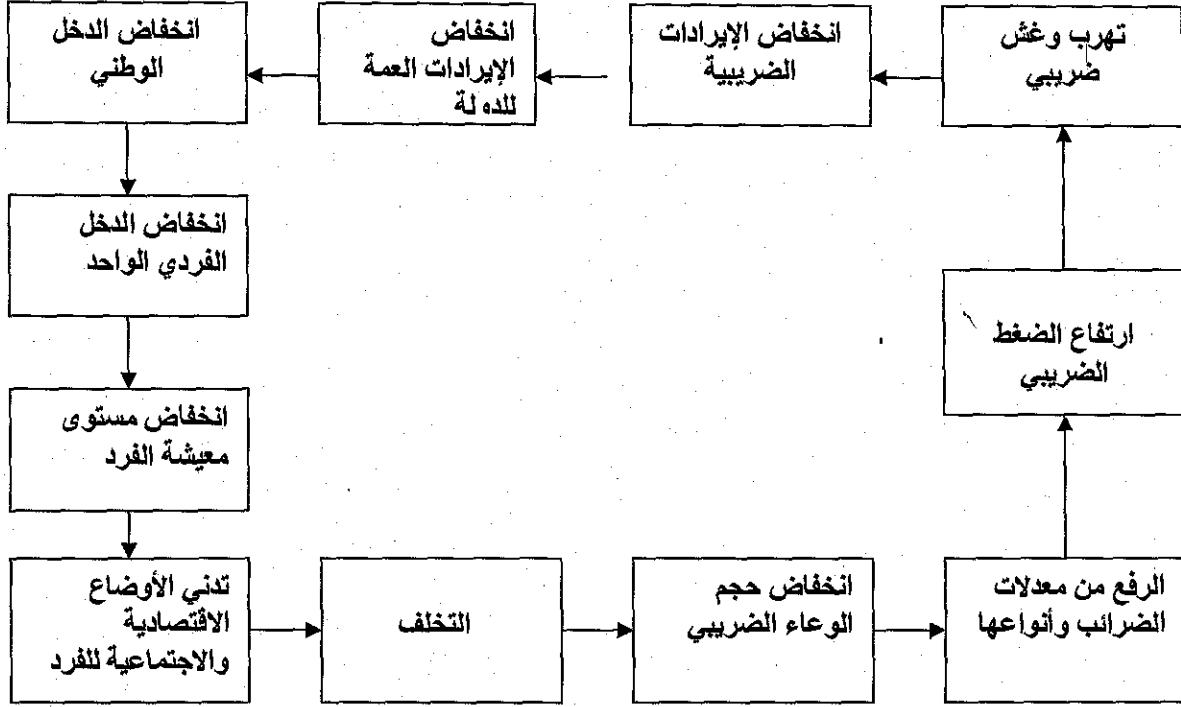 تهرب وغش
ضريبي
انخفاض الإيرادات
الضريبية
انخفاض
الإيرادات العمة
للدولة
انخفاض الدخل
الوطني
انخفاض الدخل
الفردي الواحد
انخفاض مستوى
معيشة الفرد
تدني الأوضاع
الاقتصادية
والاجتماعية للفرد
التخلف
انخفاض حجم
الوعاء الضريبي
الرفع من معدلات
الضرائب وأنواعها
ارتفاع الضغط
الضريبي